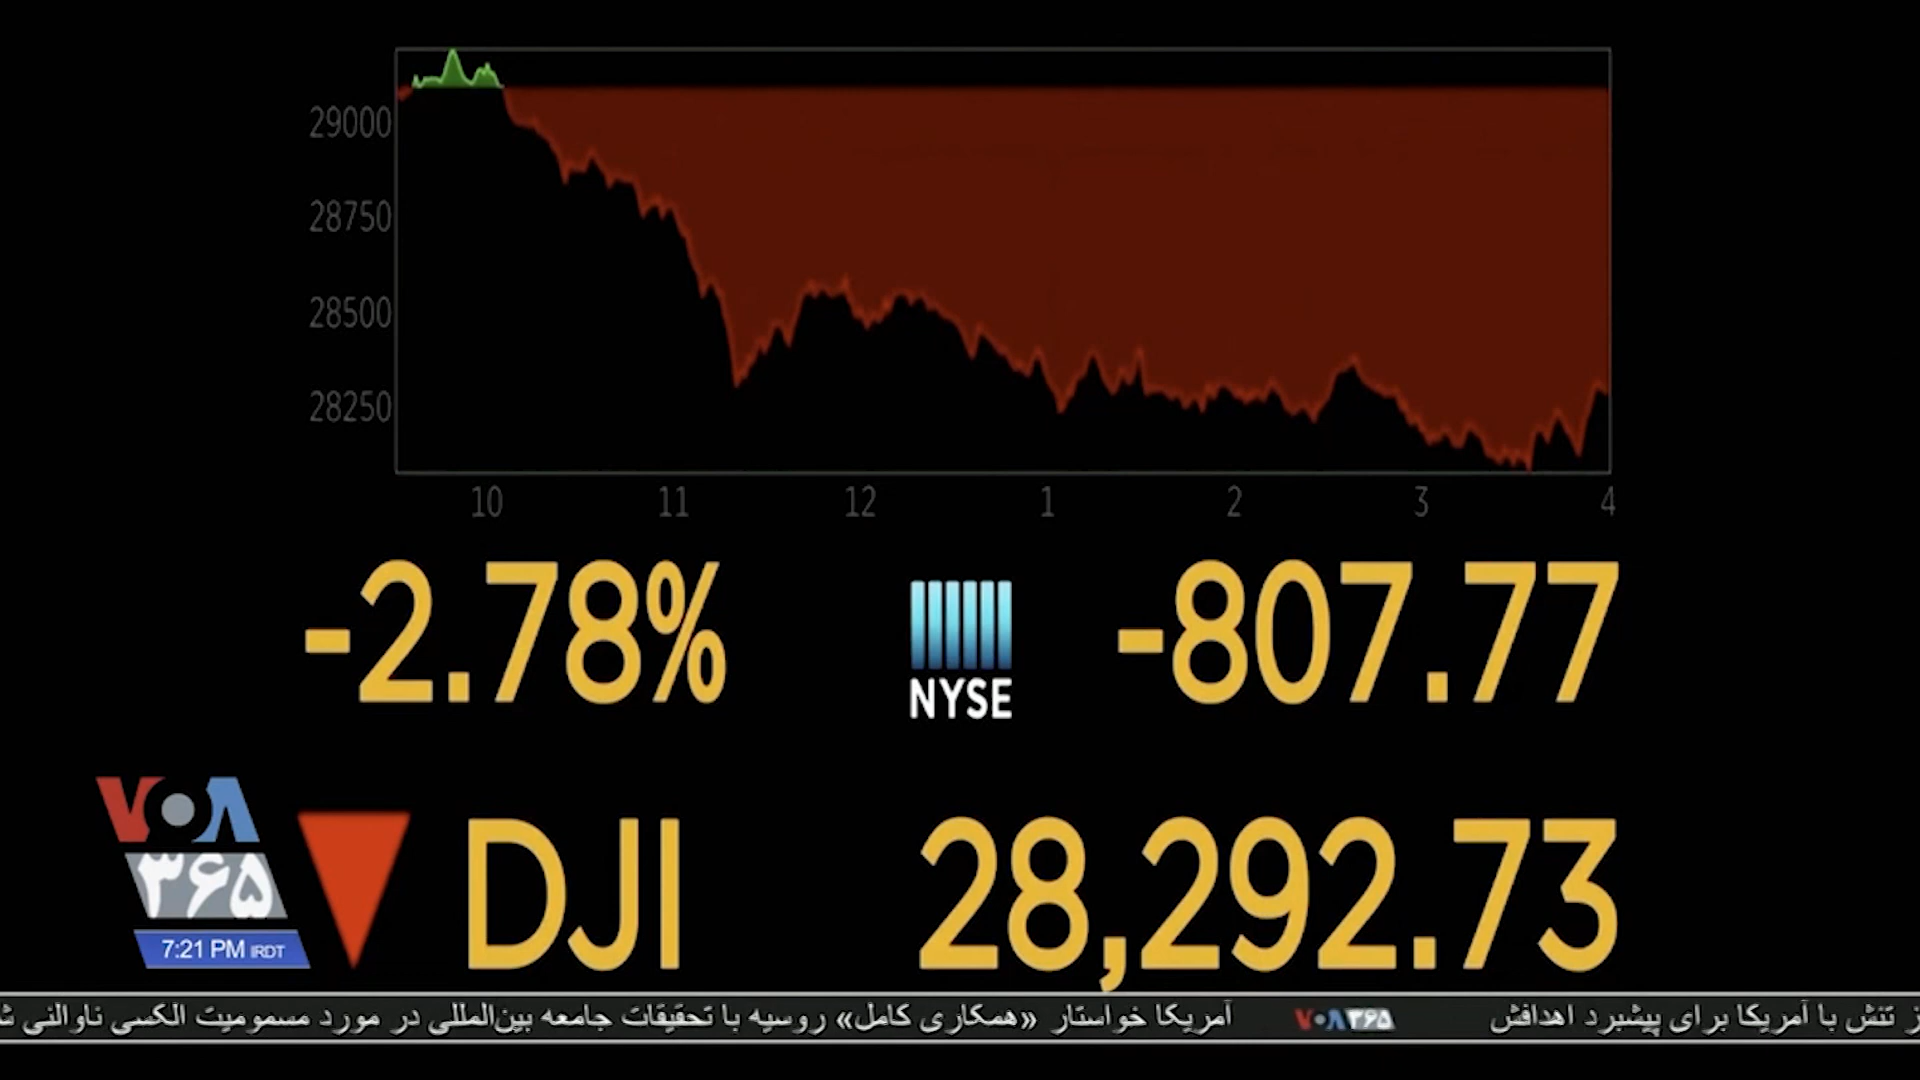 29000
28750
28500
28250
10 11 12 1 2 3 4
-2.78% NYSE -807.77
VOA
۳۶۵
7:21 PM IRDT
DJI 28,292.73
ز تنش با آمریکا برای پیشبرد اهدافش VOA۳۶۵ آمریکا خواستار «همکاری کامل» روسیه با تحقیقات جامعه بین‌المللی در مورد مسمومیت الکسی ناوالنی